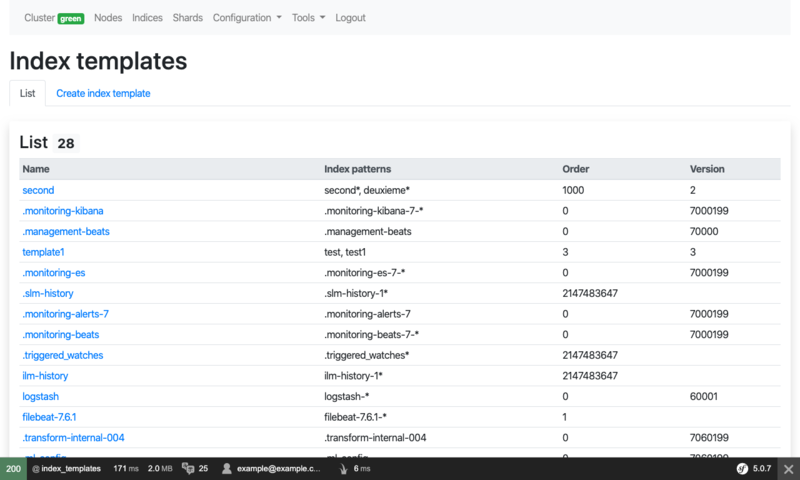 Cluster green Nodes Indices Shards Configuration Tools Logout
Index templates
List Create index template
List 28
Name Index patterns Order Version
second second*, deuxieme* 1000 2
.monitoring-kibana .monitoring-kibana-7-* 0 7000199
.management-beats .management-beats 0 70000
template1 test, test1 3 3
.monitoring-es .monitoring-es-7-* 0 7000199
.slm-history .slm-history-1* 2147483647
.monitoring-alerts-7 .monitoring-alerts-7 0 7000199
.monitoring-beats .monitoring-beats-7-* 0 7000199
.triggered_watches .triggered_watches* 2147483647
ilm-history ilm-history-1* 2147483647
logstash logstash-* 0 60001
filebeat-7.6.1 filebeat-7.6.1-* 1
.transform-internal-004 .transform-internal-004 0 7060199
200 @ index_templates 171 ms 2.0 MB 25 example@example.c... 6 ms sf 5.0.7